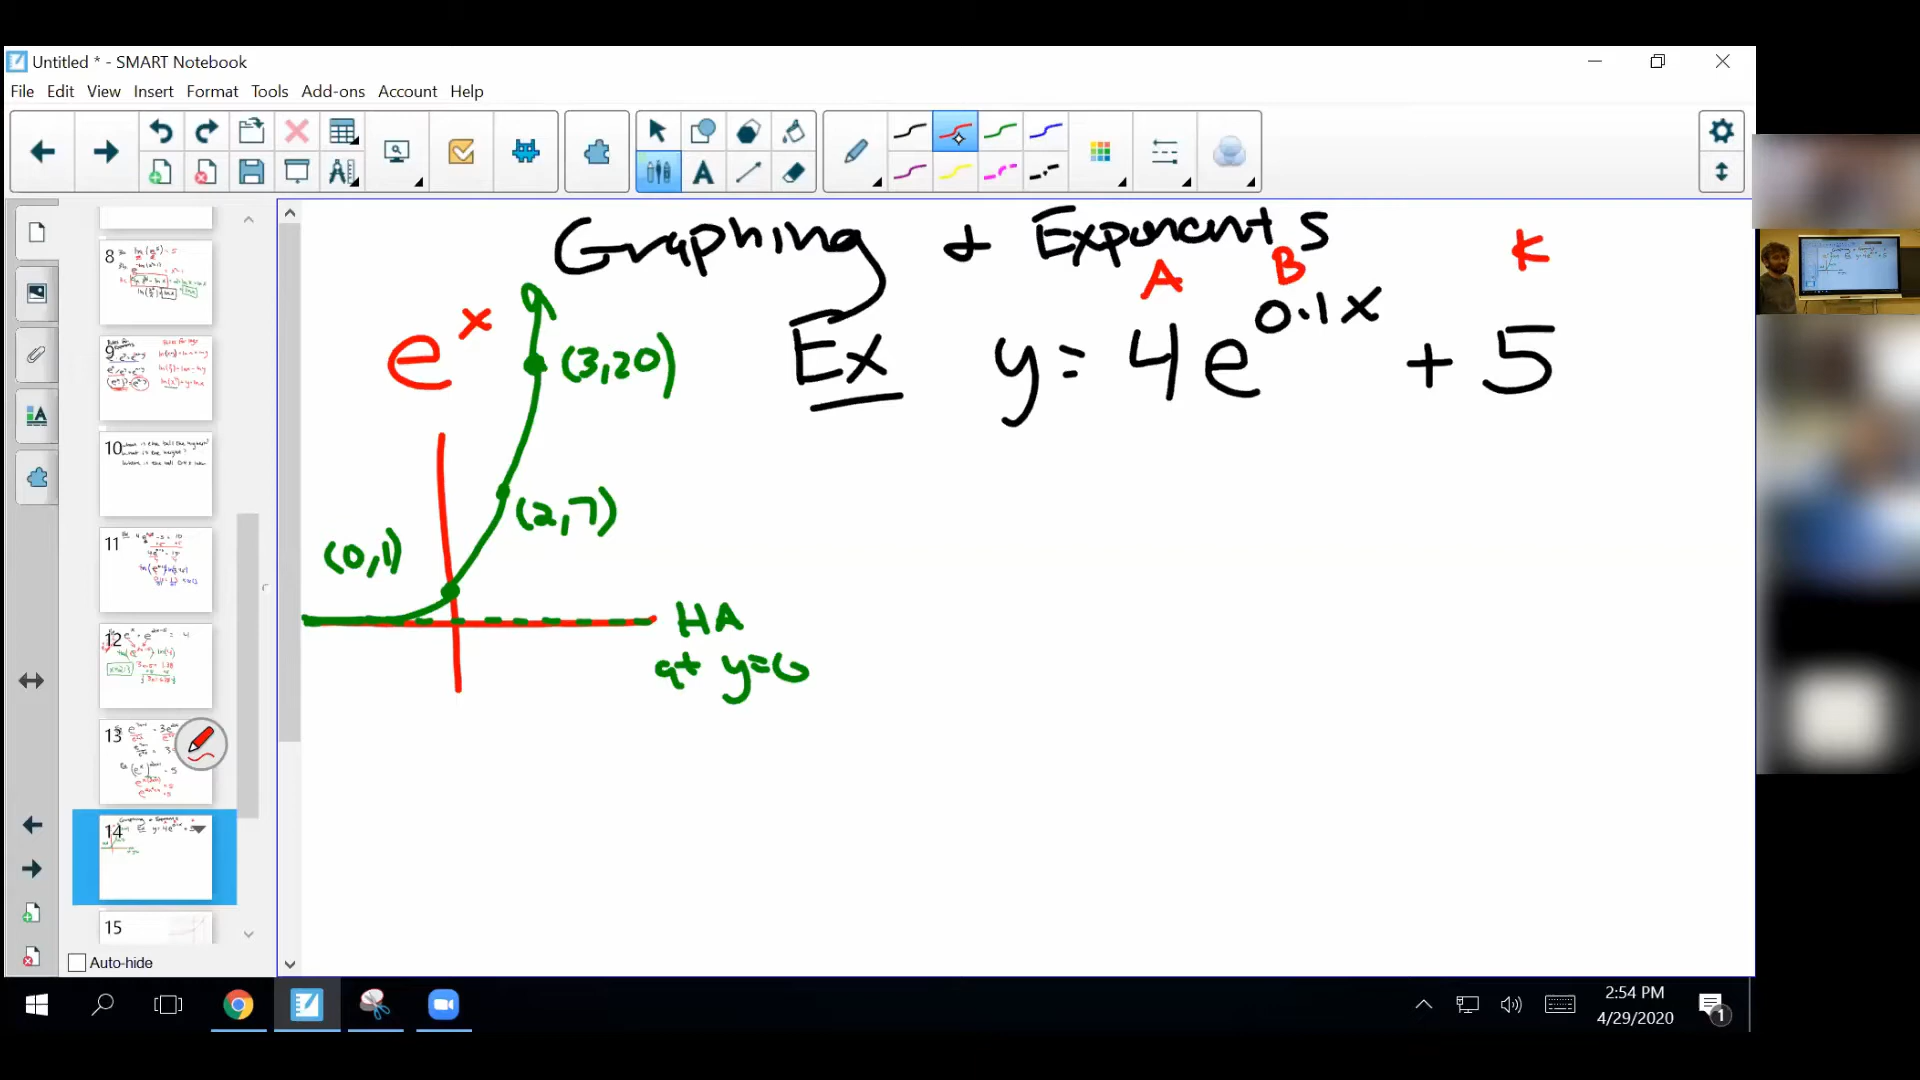 Untitled * - SMART Notebook
File Edit View Insert Format Tools Add-ons Account Help
Graphing & Exponents
A B K
e^x
Ex y = 4e^0.1x + 5
(3,20)
(2,7)
(0,1)
HA
at y=0
8
9
10
11
12
13
14
15
Auto-hide
2:54 PM
4/29/2020
1